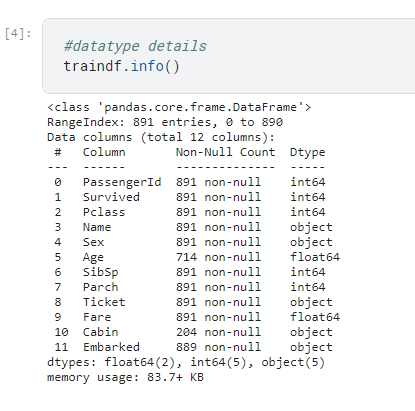 [4]:
#datatype details
traindf.info()
<class 'pandas.core.frame.DataFrame'>
RangeIndex: 891 entries, 0 to 890
Data columns (total 12 columns):
 #   Column       Non-Null Count  Dtype
---  ------       --------------  -----
 0   PassengerId  891 non-null    int64
 1   Survived     891 non-null    int64
 2   Pclass       891 non-null    int64
 3   Name         891 non-null    object
 4   Sex          891 non-null    object
 5   Age          714 non-null    float64
 6   SibSp        891 non-null    int64
 7   Parch        891 non-null    int64
 8   Ticket       891 non-null    object
 9   Fare         891 non-null    float64
 10  Cabin        204 non-null    object
 11  Embarked     889 non-null    object
dtypes: float64(2), int64(5), object(5)
memory usage: 83.7+ KB